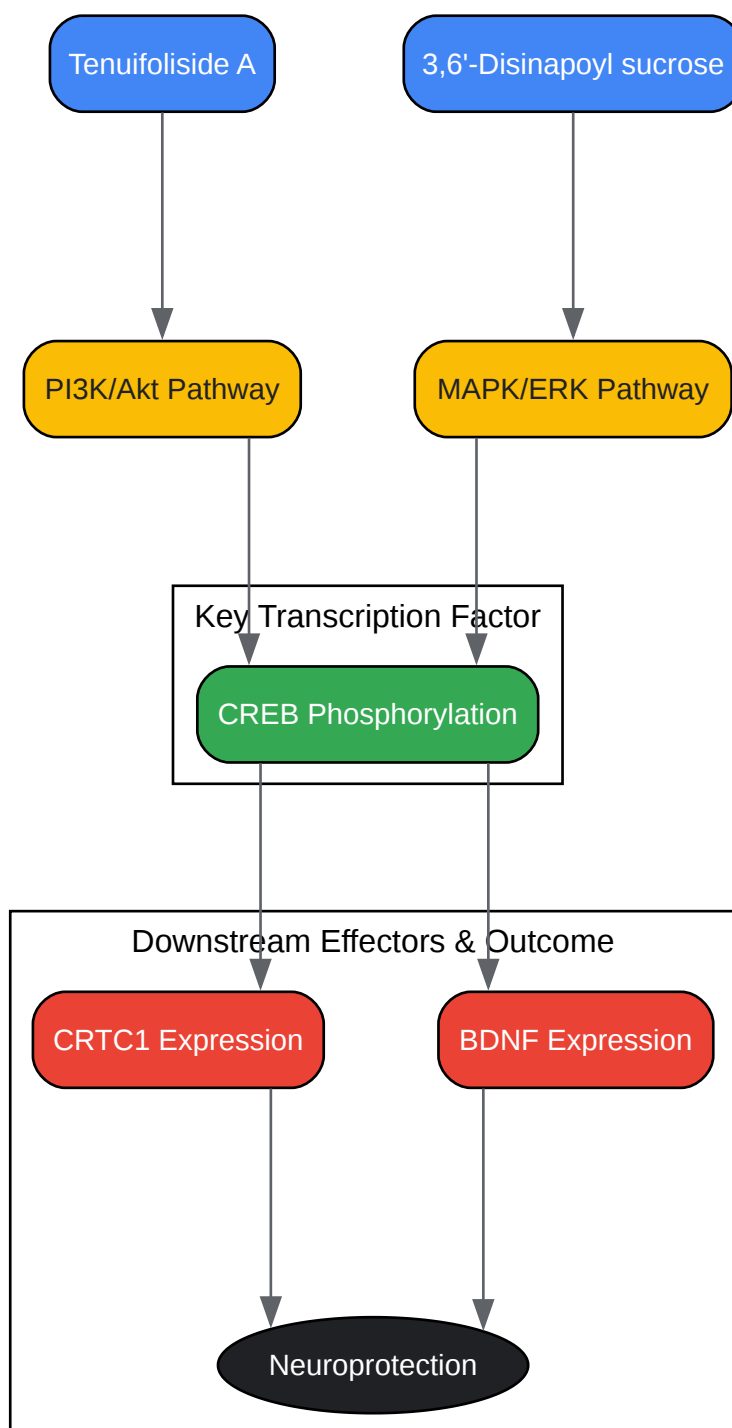 Tenuifoliside A
3,6'-Disinapoyl sucrose
PI3K/Akt Pathway
MAPK/ERK Pathway
Key Transcription Factor
CREB Phosphorylation
Downstream Effectors & Outcome
CRTC1 Expression
BDNF Expression
Neuroprotection